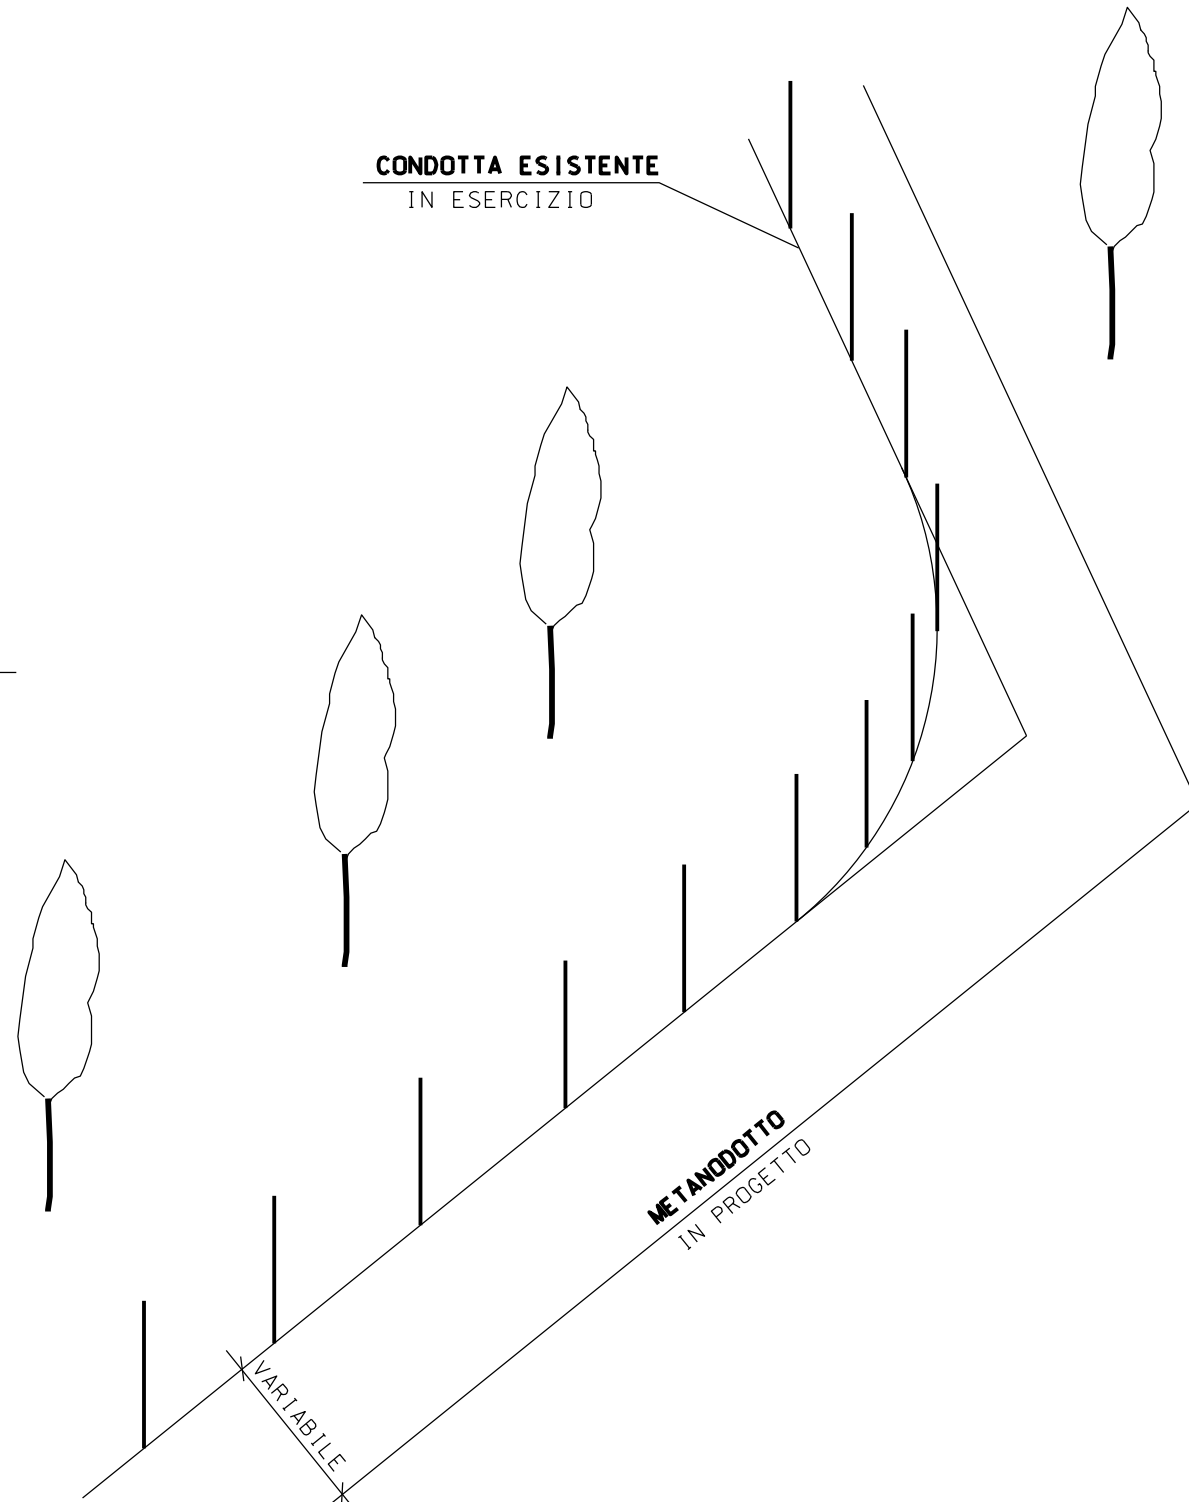 CONDOTTA ESISTENTE
IN ESERCIZIO
METANODOTTO
IN PROGETTO
VARIABILE